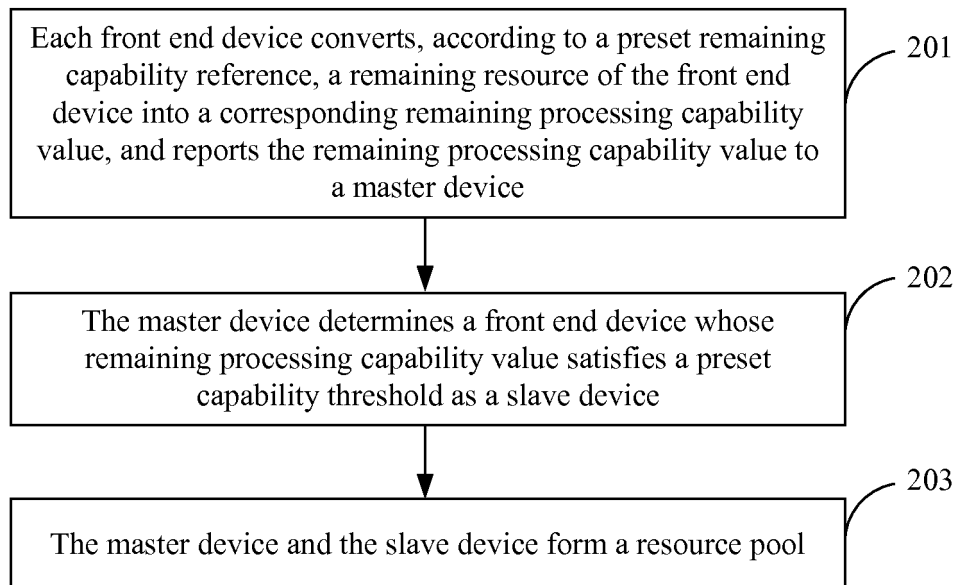 Each front end device converts, according to a preset remaining
capability reference, a remaining resource of the front end
device into a corresponding remaining processing capability
value, and reports the remaining processing capability value to
a master device
201
The master device determines a front end device whose
remaining processing capability value satisfies a preset
capability threshold as a slave device
202
The master device and the slave device form a resource pool
203